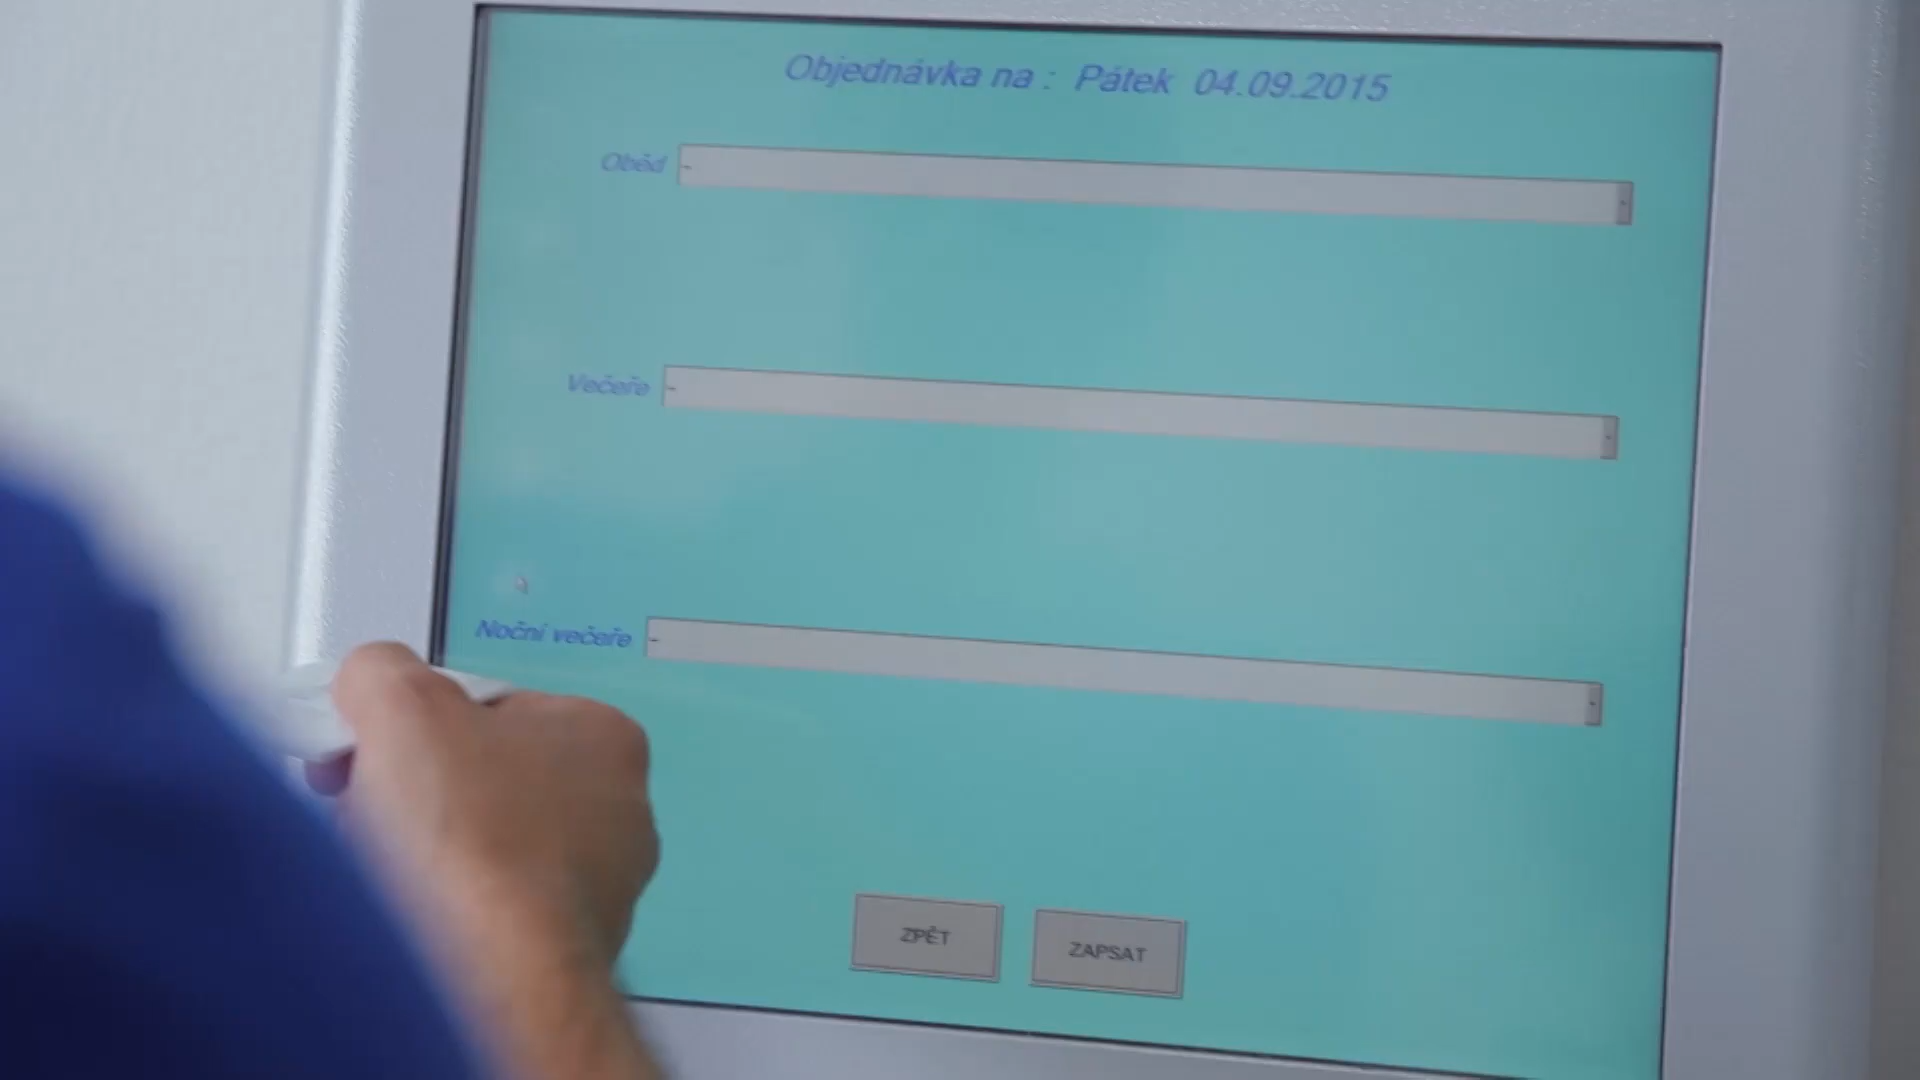 Objednávka na : Pátek 04.09.2015
Oběd -
Večeře -
Noční večeře -
ZPĚT ZAPSAT